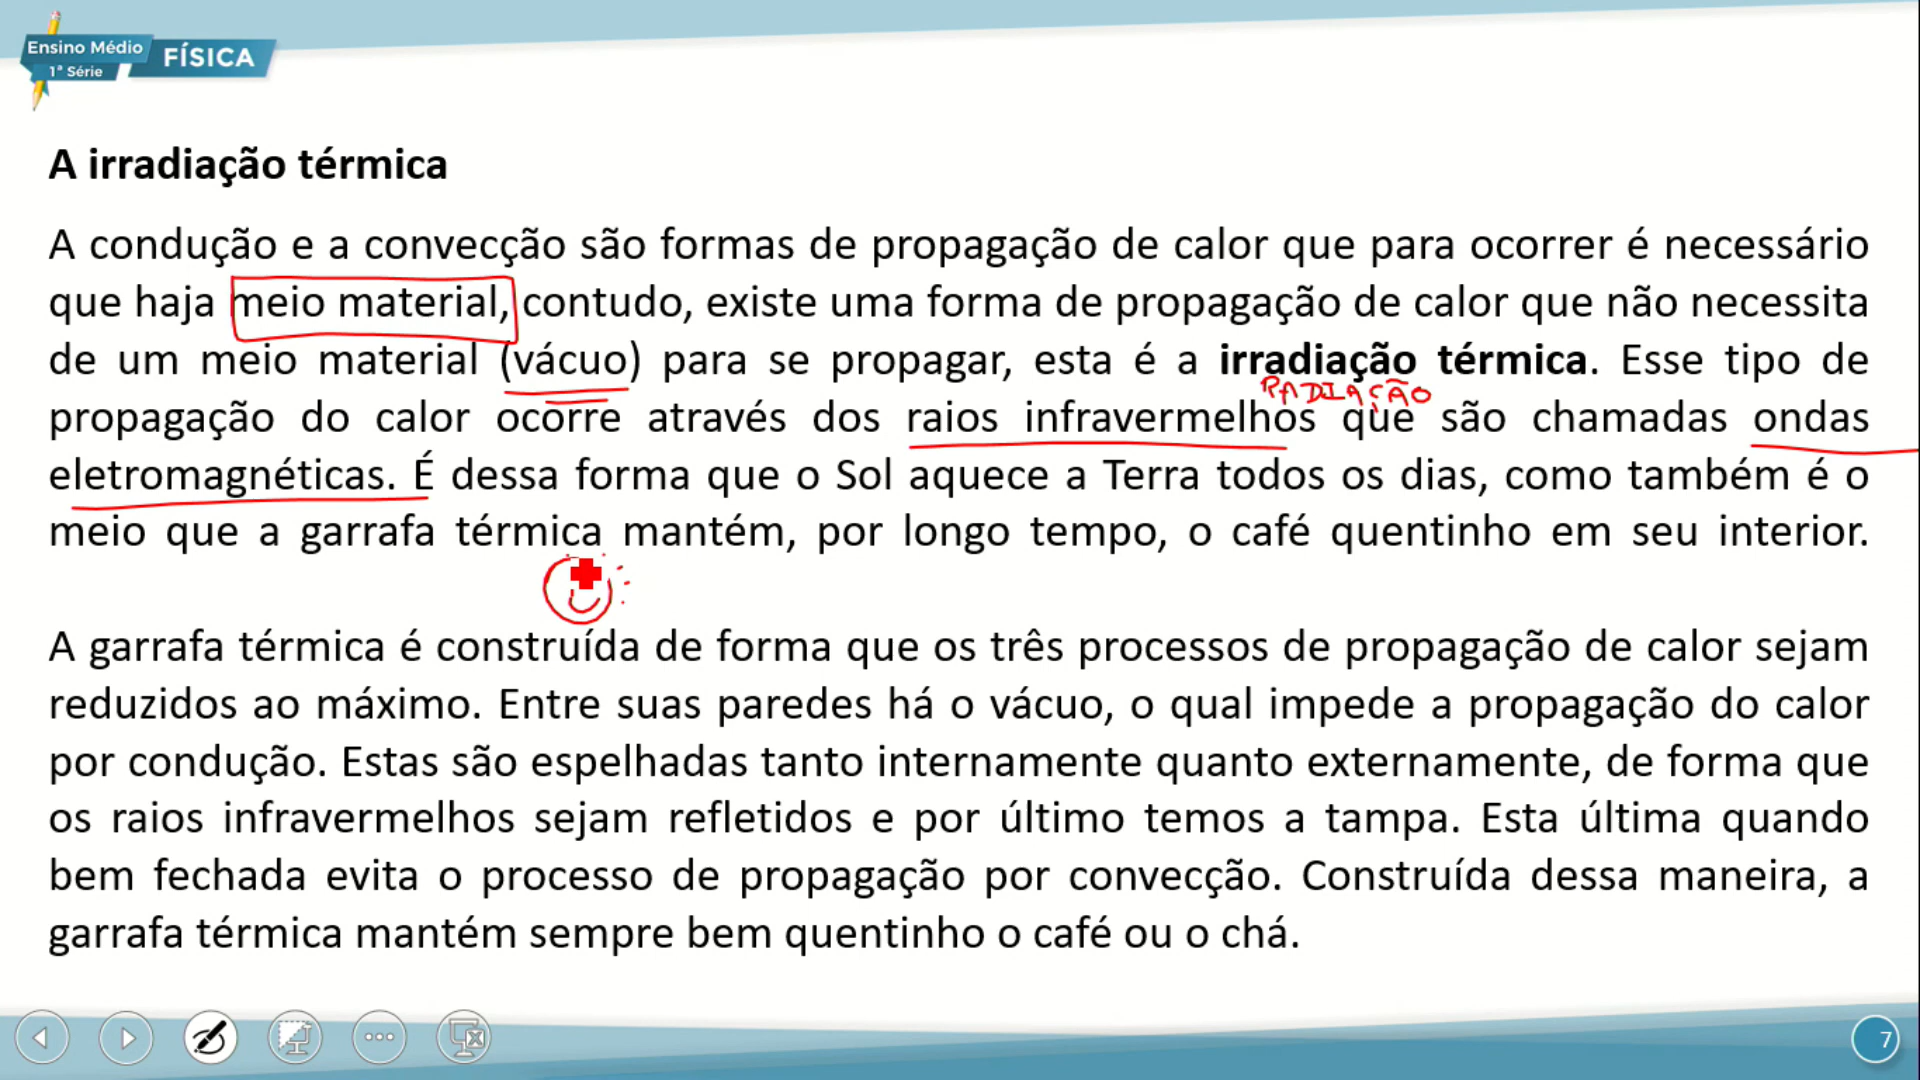 Ensino Médio
1ª Série
FÍSICA
A irradiação térmica
A condução e a convecção são formas de propagação de calor que para ocorrer é necessário
que haja meio material, contudo, existe uma forma de propagação de calor que não necessita
de um meio material (vácuo) para se propagar, esta é a irradiação térmica. Esse tipo de
RADIAÇÃO
propagação do calor ocorre através dos raios infravermelhos que são chamadas ondas
eletromagnéticas. É dessa forma que o Sol aquece a Terra todos os dias, como também é o
meio que a garrafa térmica mantém, por longo tempo, o café quentinho em seu interior.
A garrafa térmica é construída de forma que os três processos de propagação de calor sejam
reduzidos ao máximo. Entre suas paredes há o vácuo, o qual impede a propagação do calor
por condução. Estas são espelhadas tanto internamente quanto externamente, de forma que
os raios infravermelhos sejam refletidos e por último temos a tampa. Esta última quando
bem fechada evita o processo de propagação por convecção. Construída dessa maneira, a
garrafa térmica mantém sempre bem quentinho o café ou o chá.
7